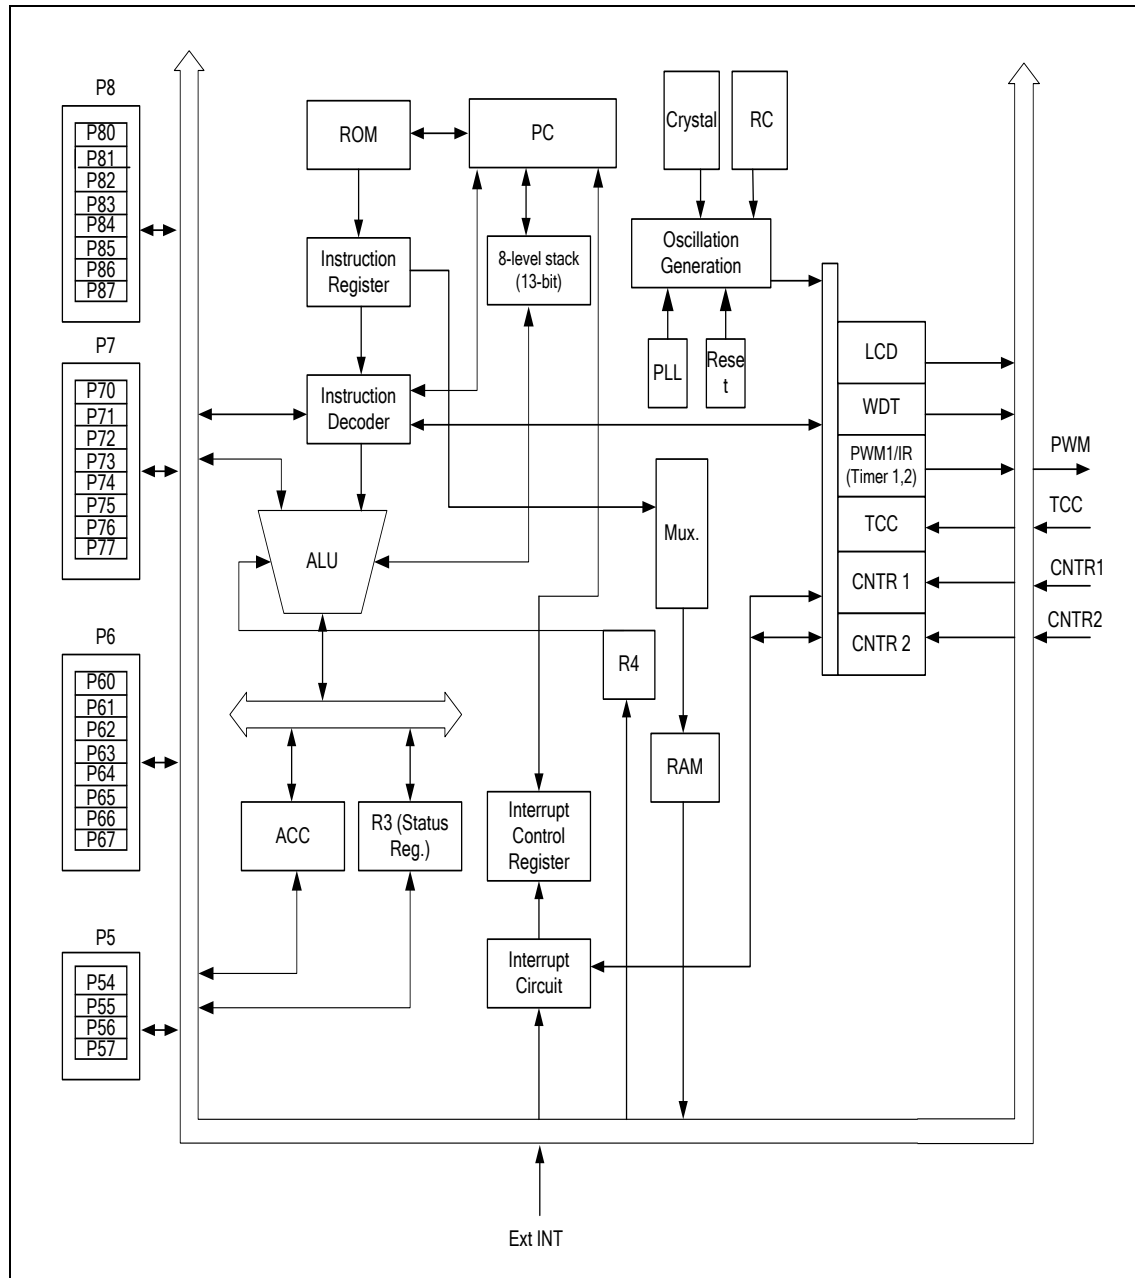 P8
P80
P81
P82
P83
P84
P85
P86
P87
P7
P70
P71
P72
P73
P74
P75
P76
P77
P6
P60
P61
P62
P63
P64
P65
P66
P67
P5
P54
P55
P56
P57
ROM
PC
Crystal
RC
Instruction
Register
8-level stack
(13-bit)
Oscillation
Generation
PLL
Rese
t
Instruction
Decoder
LCD
WDT
PWM1/IR
(Timer 1,2)
TCC
CNTR 1
CNTR 2
PWM
TCC
CNTR1
CNTR2
ALU
Mux.
R4
RAM
ACC
R3 (Status
Reg.)
Interrupt
Control
Register
Interrupt
Circuit
Ext INT